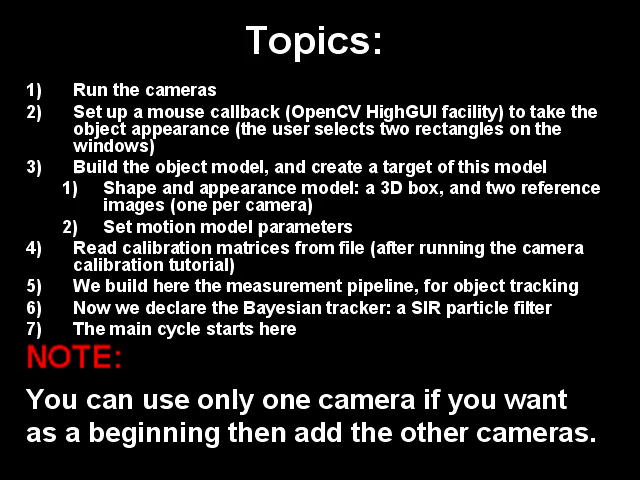 Topics:
1) Run the cameras
2) Set up a mouse callback (OpenCV HighGUI facility) to take the
object appearance (the user selects two rectangles on the
windows)
3) Build the object model, and create a target of this model
1) Shape and appearance model: a 3D box, and two reference
images (one per camera)
2) Set motion model parameters
4) Read calibration matrices from file (after running the camera
calibration tutorial)
5) We build here the measurement pipeline, for object tracking
6) Now we declare the Bayesian tracker: a SIR particle filter
7) The main cycle starts here
NOTE:
You can use only one camera if you want
as a beginning then add the other cameras.